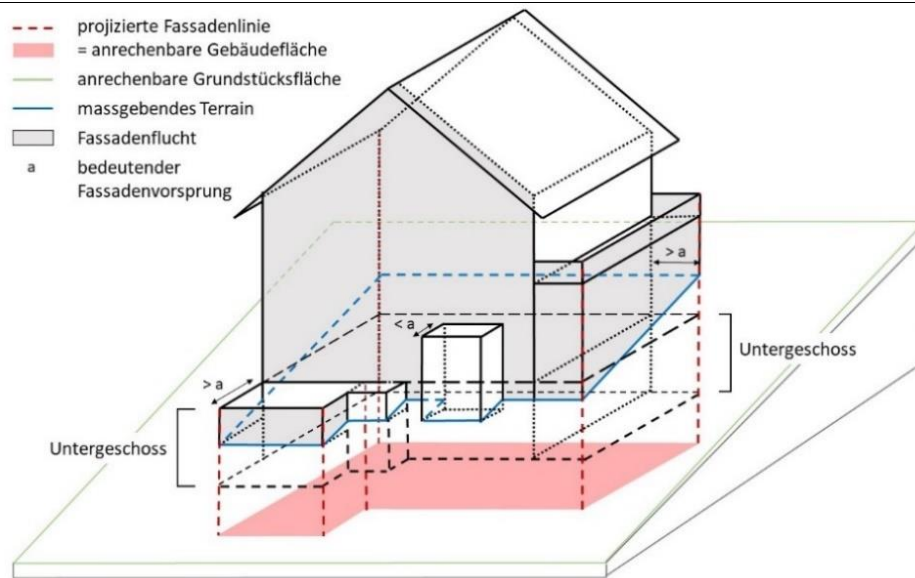 projizierte Fassadenlinie
= anrechenbare Gebäudefläche
anrechenbare Grundstücksfläche
massgebendes Terrain
Fassadenflucht
a bedeutender
Fassadenvorsprung
> a
< a
> a
Untergeschoss
Untergeschoss